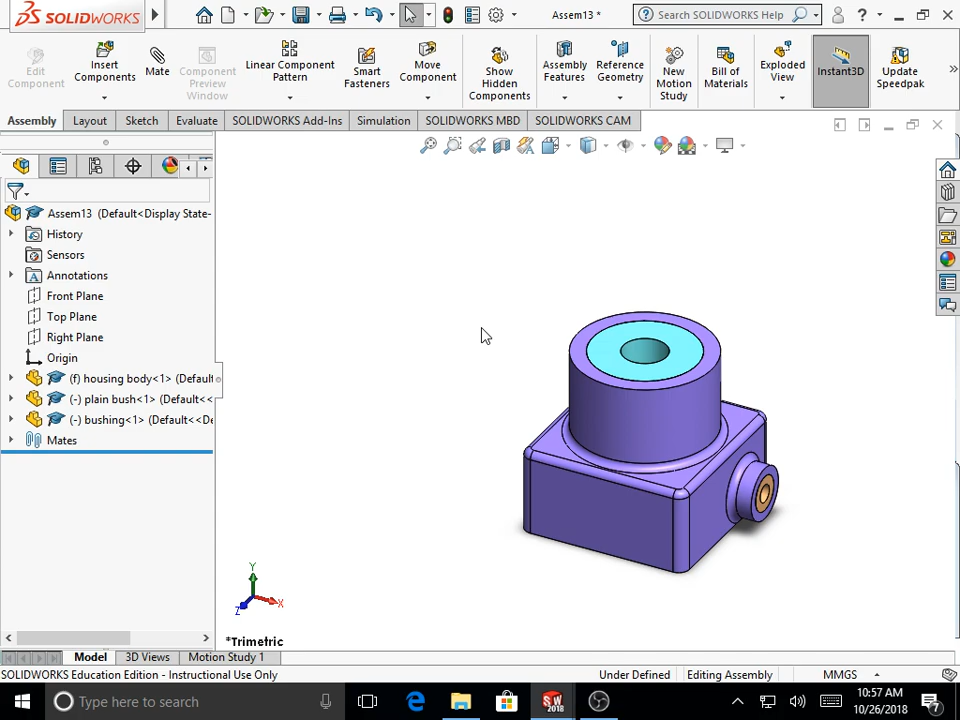 SOLIDWORKS
Assem13 *
Search SOLIDWORKS Help
Edit Component
Insert Components
Mate
Component Preview Window
Linear Component Pattern
Smart Fasteners
Move Component
Show Hidden Components
Assembly Features
Reference Geometry
New Motion Study
Bill of Materials
Exploded View
Instant3D
Update Speedpak
Assembly
Layout
Sketch
Evaluate
SOLIDWORKS Add-Ins
Simulation
SOLIDWORKS MBD
SOLIDWORKS CAM
Assem13 (Default<Display State-
History
Sensors
Annotations
Front Plane
Top Plane
Right Plane
Origin
(f) housing body<1> (Default
(-) plain bush<1> (Default<<
(-) bushing<1> (Default<<De
Mates
Y
X
Z
*Trimetric
Model
3D Views
Motion Study 1
SOLIDWORKS Education Edition - Instructional Use Only
Under Defined
Editing Assembly
MMGS
Type here to search
SW
2018
10:57 AM
10/26/2018
7